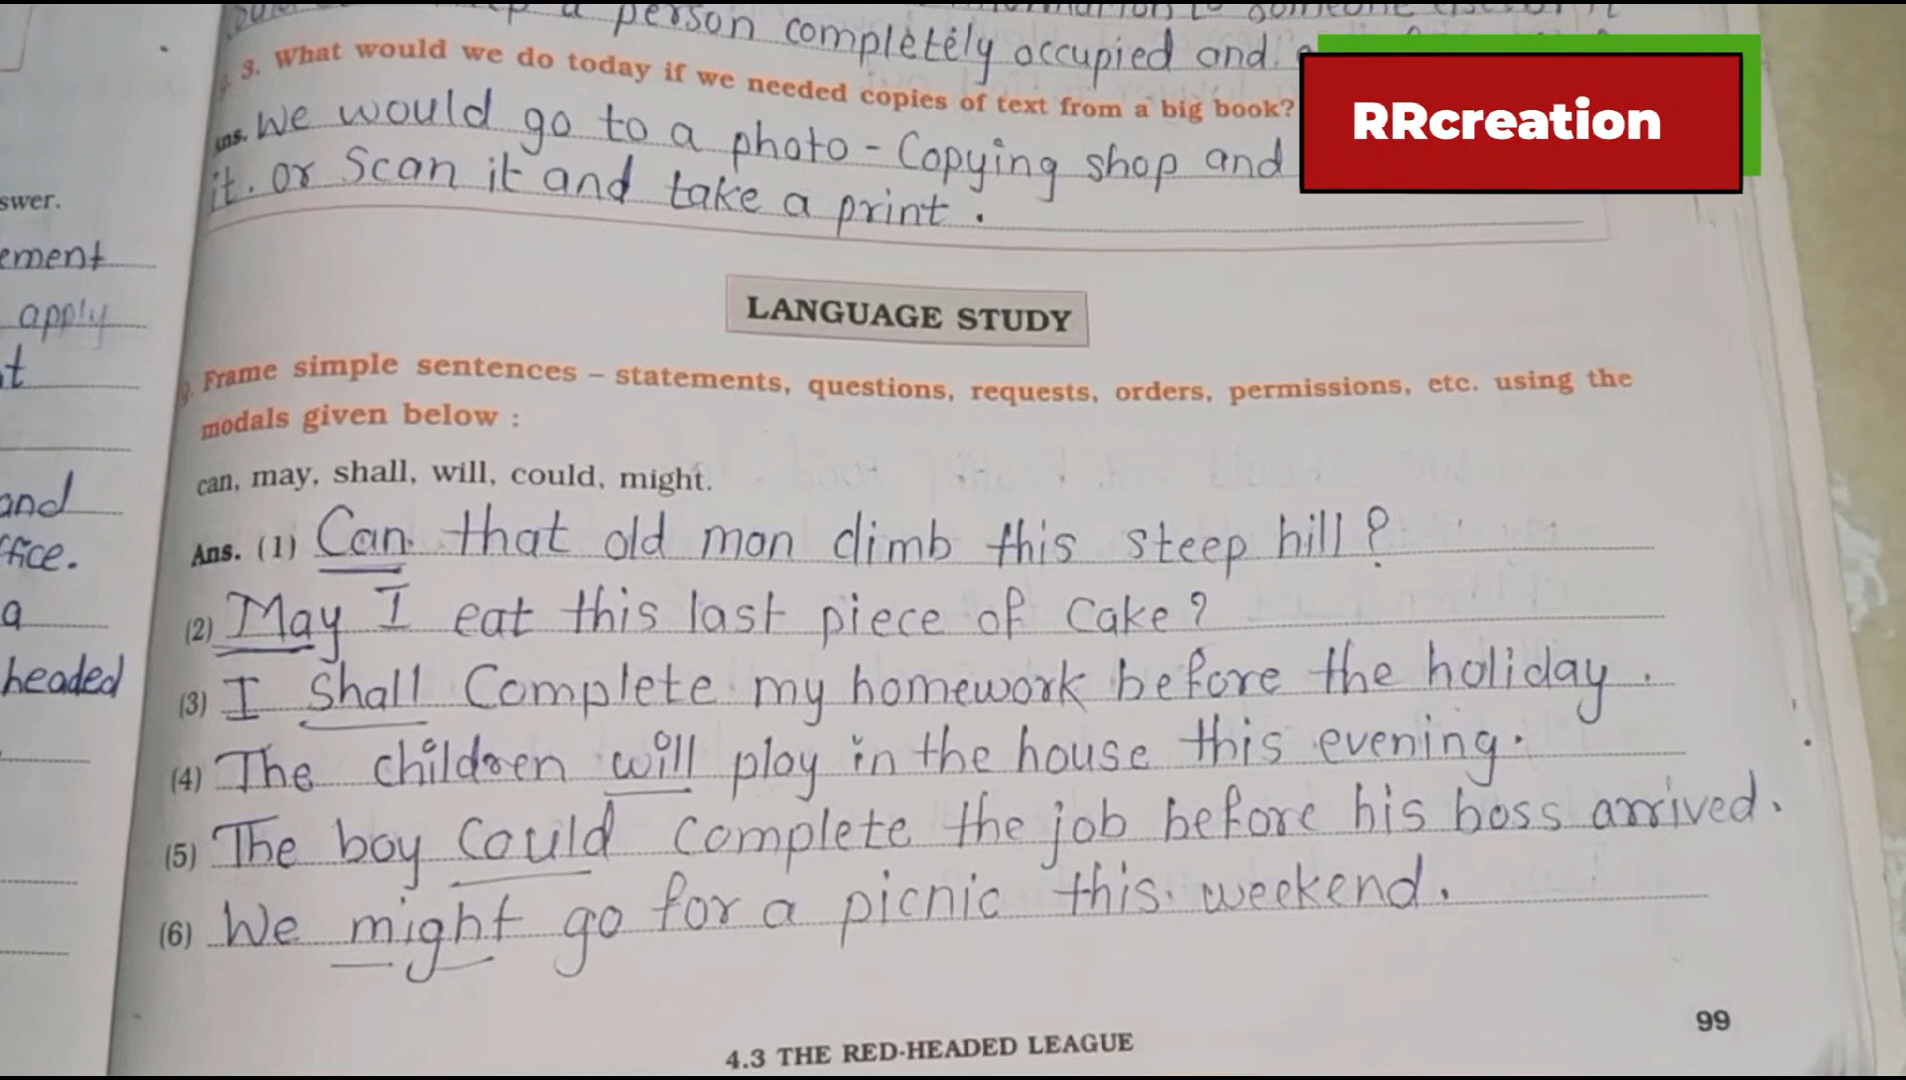 a person completely occupied and
3. What would we do today if we needed copies of text from a big book?
RRcreation
Ans. We would go to a photo - Copying shop and
it. or Scan it and take a print.
swer.
ement
apply
t
and
ffice.
a
headed
LANGUAGE STUDY
Frame simple sentences – statements, questions, requests, orders, permissions, etc. using the
modals given below :
can, may, shall, will, could, might.
Ans. (1) Can that old man climb this steep hill?
(2) May I eat this last piece of Cake?
(3) I Shall Complete my homework before the holiday.
(4) The children will play in the house this evening.
(5) The boy Could Complete the job before his boss arrived.
(6) We might go for a picnic this weekend.
99
4.3 THE RED-HEADED LEAGUE